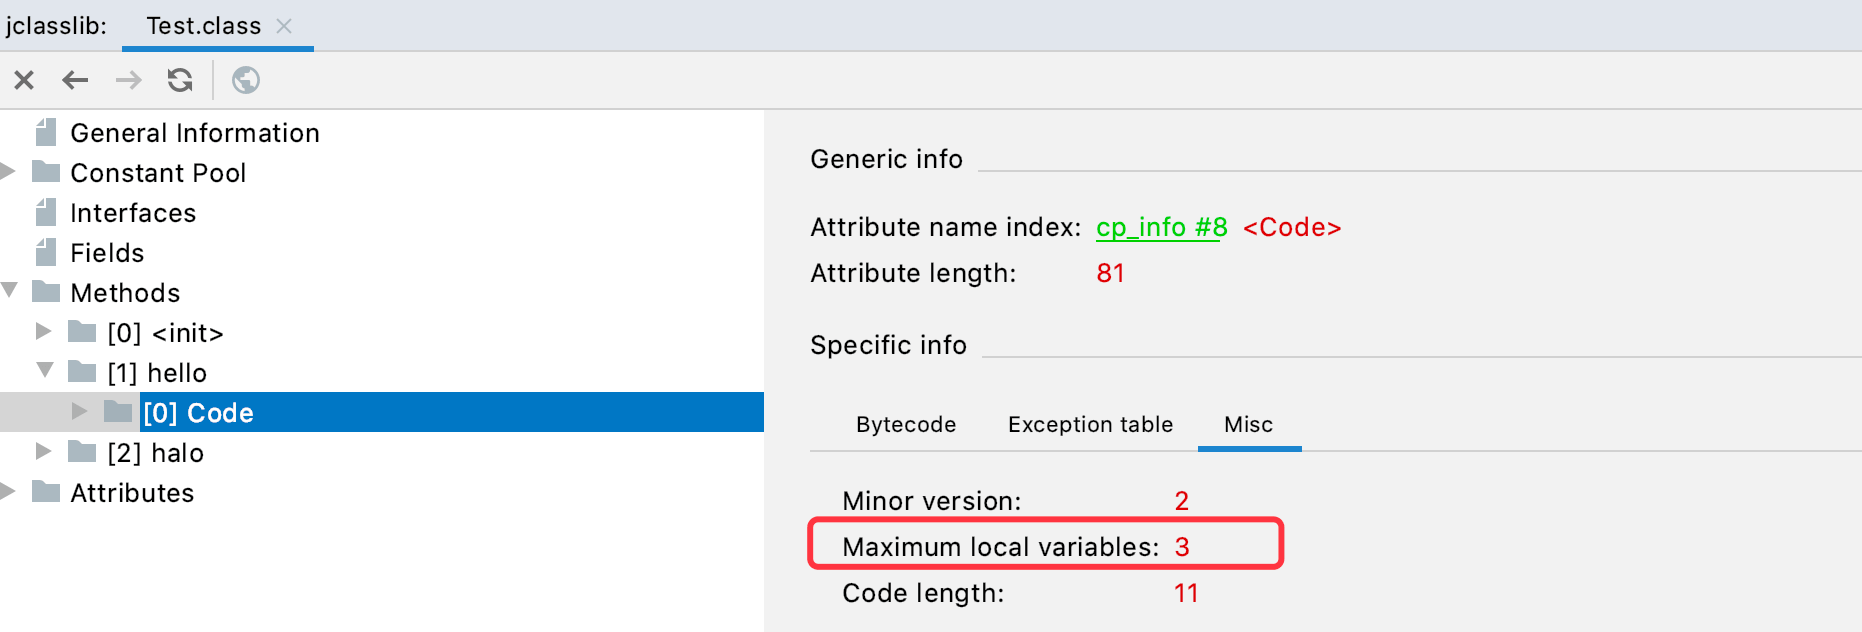 jclasslib: Test.class
General Information
Constant Pool
Interfaces
Fields
Methods
[0] <init>
[1] hello
[0] Code
[2] halo
Attributes
Generic info
Attribute name index: cp_info #8 <Code>
Attribute length: 81
Specific info
Bytecode Exception table Misc
Minor version: 2
Maximum local variables: 3
Code length: 11